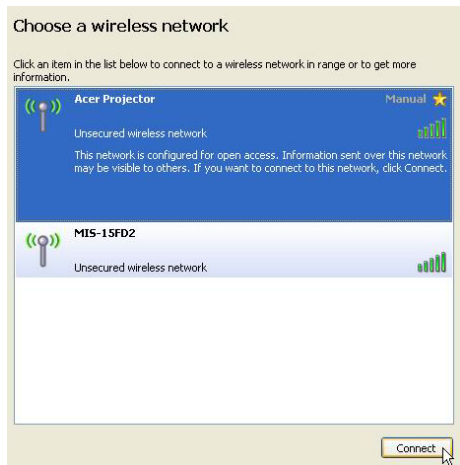 Choose a wireless network
Click an item in the list below to connect to a wireless network in range or to get more
information.
Acer Projector Manual
Unsecured wireless network
This network is configured for open access. Information sent over this network
may be visible to others. If you want to connect to this network, click Connect.
MIS-15FD2
Unsecured wireless network
Connect